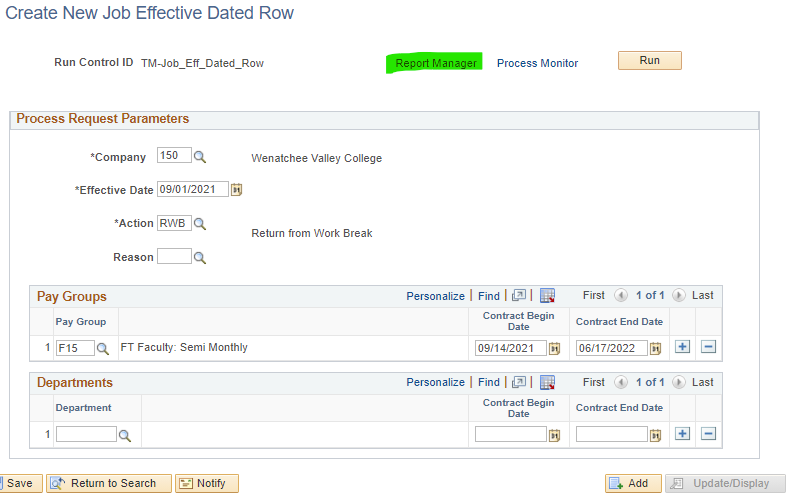 Create New Job Effective Dated Row
Run Control ID TM-Job_Eff_Dated_Row Report Manager Process Monitor Run
Process Request Parameters
*Company 150 Wenatchee Valley College
*Effective Date 09/01/2021
*Action RWB Return from Work Break
Reason
Pay Groups Personalize | Find | First 1 of 1 Last
Pay Group Contract Begin Date Contract End Date
1 F15 FT Faculty: Semi Monthly 09/14/2021 06/17/2022
Departments Personalize | Find | First 1 of 1 Last
Department Contract Begin Date Contract End Date
1
Save Return to Search Notify Add Update/Display